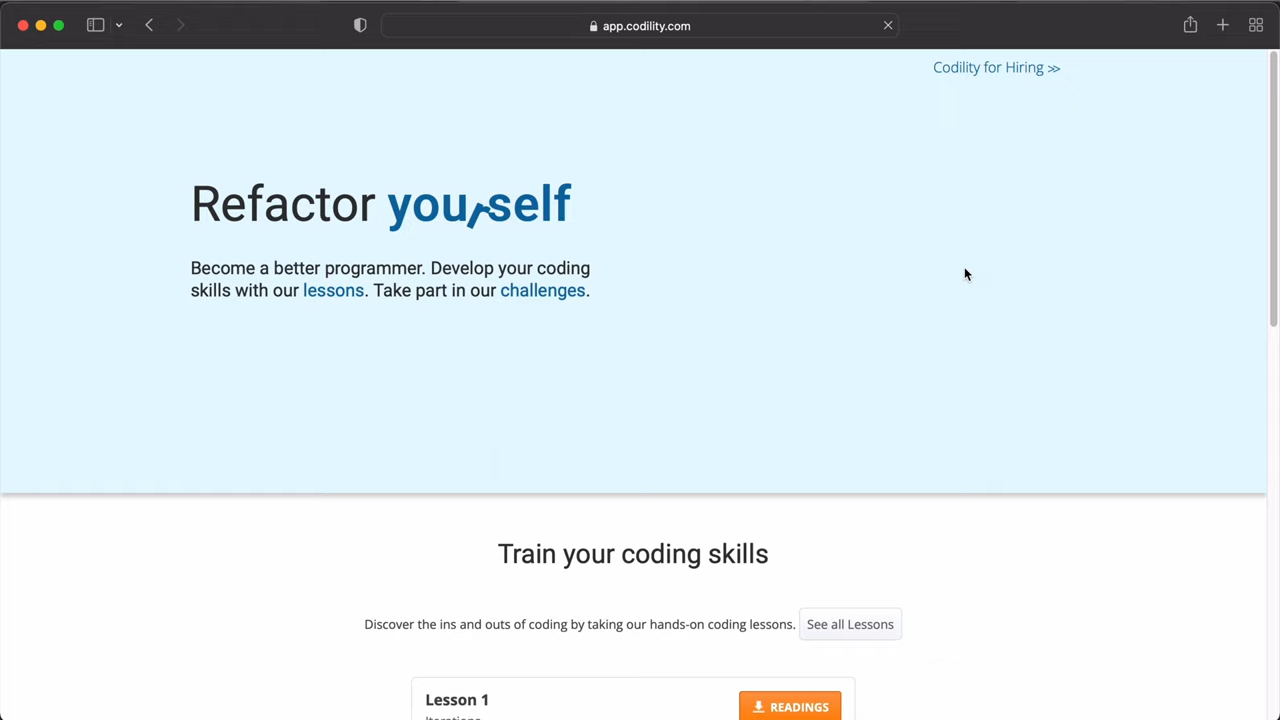 app.codility.com
Codility for Hiring >>
Refactor yourself
Become a better programmer. Develop your coding
skills with our lessons. Take part in our challenges.
Train your coding skills
Discover the ins and outs of coding by taking our hands-on coding lessons. See all Lessons
Lesson 1
READINGS
Iterations